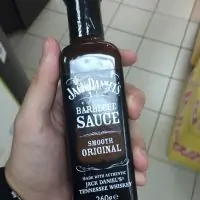 JACK DANIEL'S
BARBECUE
SAUCE
SMOOTH
ORIGINAL
MADE WITH AUTHENTIC
JACK DANIEL'S
TENNESSEE WHISKEY
260g